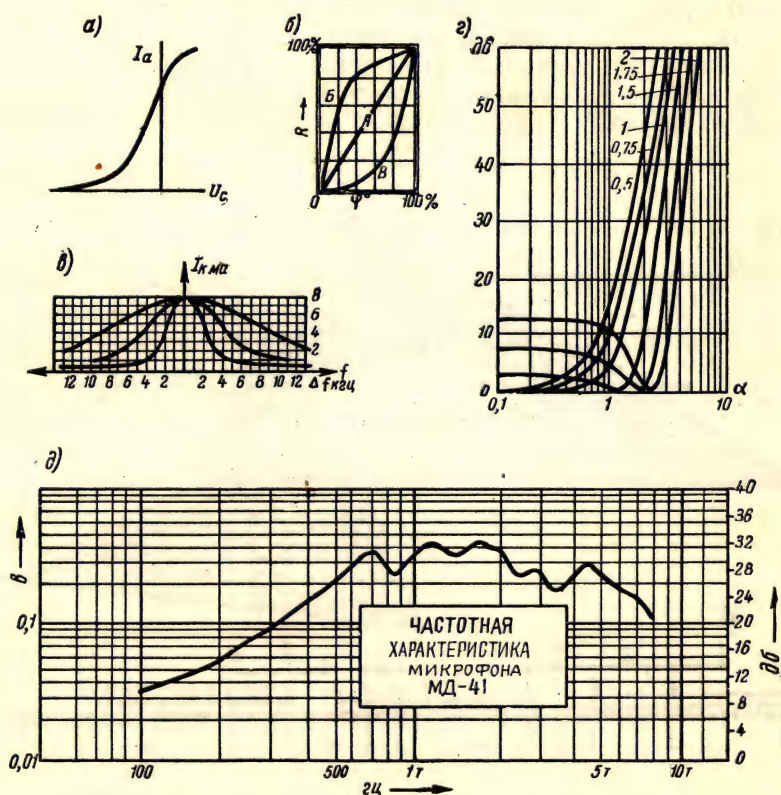 а)
Iа
Uс
б)
100%
R →
Б
А
В
0
φ°
100%
в)
Iк ма
8
6
4
2
f
12 10 8 6 4 2 2 4 6 8 10 12 Δ fкгц
г)
дб
50
40
30
20
10
0
2
1.75
1,5
1
0,75
0,5
α
0,1 1 10
д)
в →
0,1
0,01
ЧАСТОТНАЯ
ХАРАКТЕРИСТИКА
МИКРОФОНА
МД-41
40
36
32
28
24
20
16
12
8
4
0
дб →
100 500 1т 5т 10т
гц →